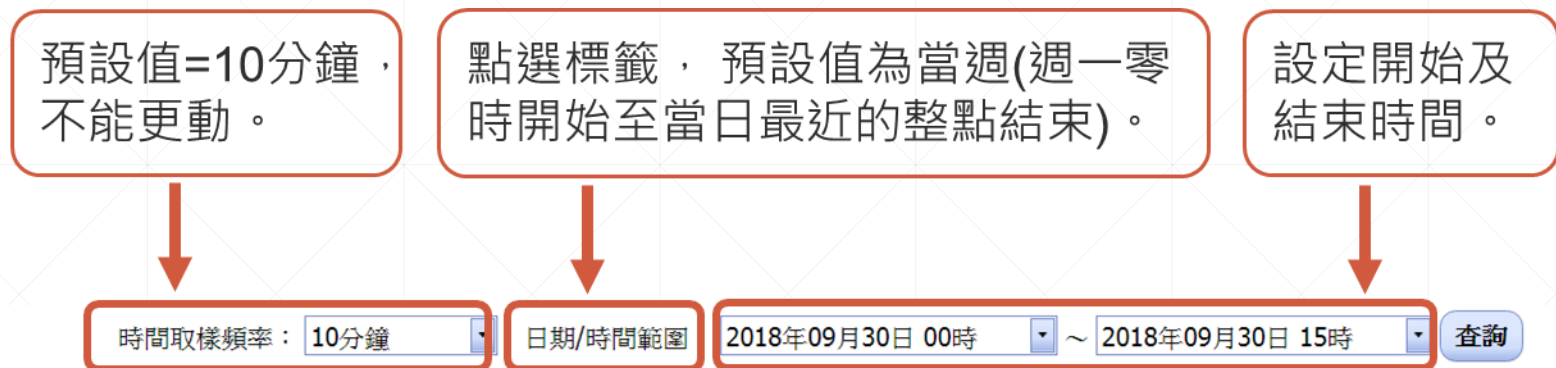 預設值=10分鐘，
不能更動。
點選標籤， 預設值為當週(週一零
時開始至當日最近的整點結束)。
設定開始及
結束時間。
時間取樣頻率： 10分鐘 日期/時間範圍 2018年09月30日 00時 ～ 2018年09月30日 15時 查詢